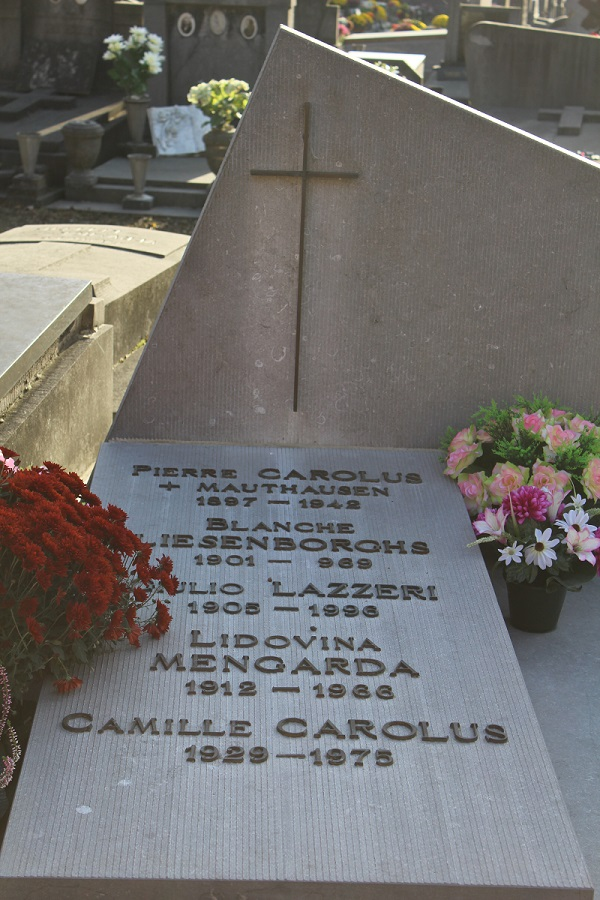 PIERRE CAROLUS
+ MAUTHAUSEN
1897 - 1942
BLANCHE
LIESENBORGHS
1901 - 969
ULIO LAZZERI
1905 - 1996
LIDOVINA
MENGARDA
1912 - 1966
CAMILLE CAROLUS
1929 - 1975